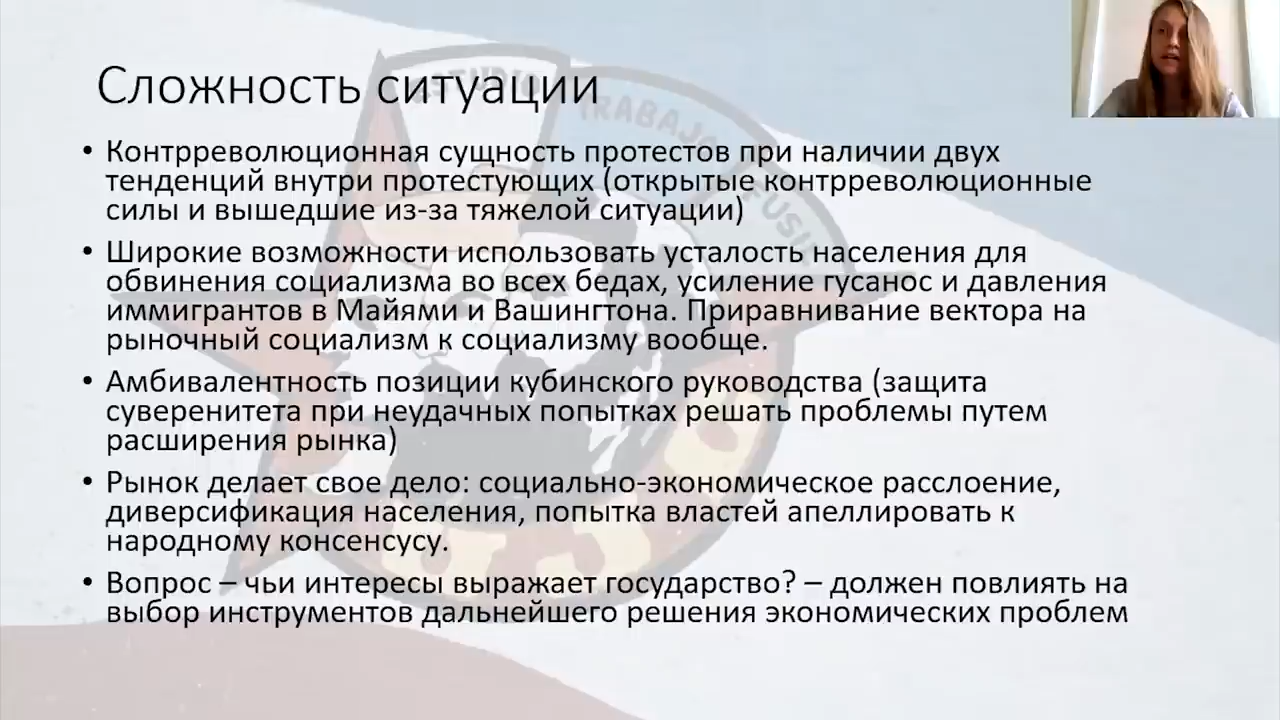 Сложность ситуации
• Контрреволюционная сущность протестов при наличии двух
тенденций внутри протестующих (открытые контрреволюционные
силы и вышедшие из-за тяжелой ситуации)
• Широкие возможности использовать усталость населения для
обвинения социализма во всех бедах, усиление гусанос и давления
иммигрантов в Майями и Вашингтона. Приравнивание вектора на
рыночный социализм к социализму вообще.
• Амбивалентность позиции кубинского руководства (защита
суверенитета при неудачных попытках решать проблемы путем
расширения рынка)
• Рынок делает свое дело: социально-экономическое расслоение,
диверсификация населения, попытка властей апеллировать к
народному консенсусу.
• Вопрос – чьи интересы выражает государство? – должен повлиять на
выбор инструментов дальнейшего решения экономических проблем
ESTUDIO
TRABAJO
FUSIL